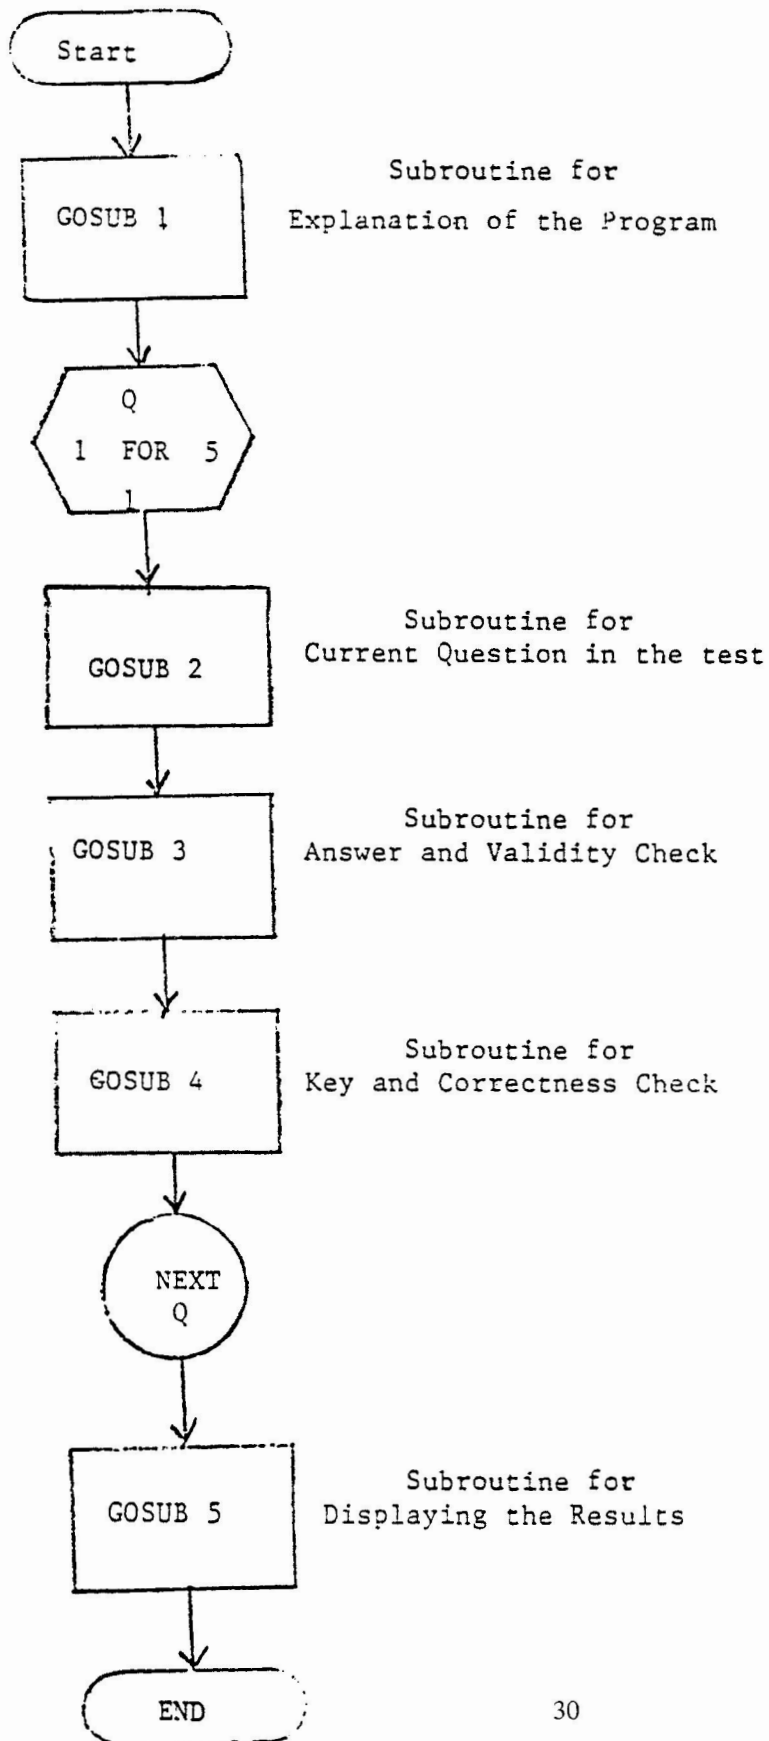 Start
GOSUB 1
Subroutine for
Explanation of the Program
Q
1 FOR 5
1
GOSUB 2
Subroutine for
Current Question in the test
GOSUB 3
Subroutine for
Answer and Validity Check
GOSUB 4
Subroutine for
Key and Correctness Check
NEXT
Q
GOSUB 5
Subroutine for
Displaying the Results
END
30